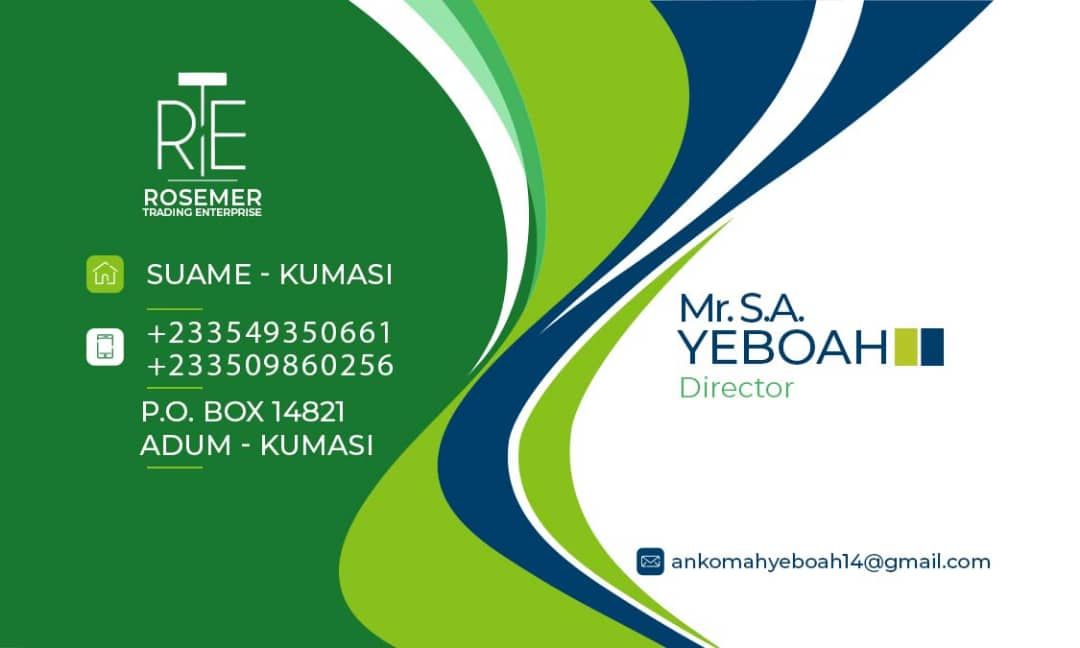 RTE
ROSEMER
TRADING ENTERPRISE
SUAME - KUMASI
+233549350661
+233509860256
P.O. BOX 14821
ADUM - KUMASI
Mr. S.A.
YEBOAH
Director
ankomahyeboah14@gmail.com